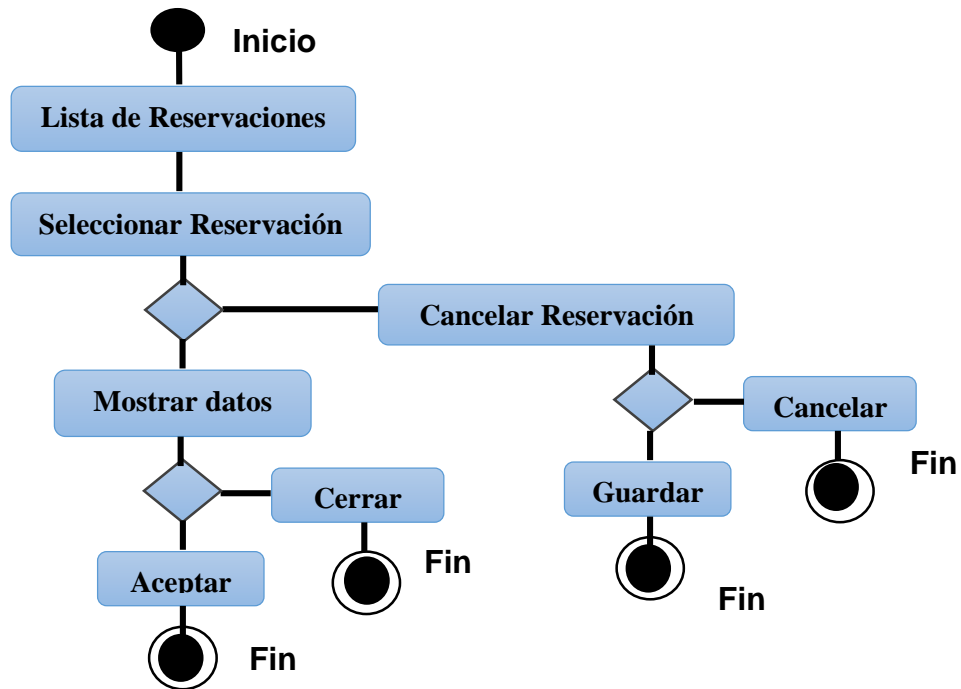 Inicio
Lista de Reservaciones
Seleccionar Reservación
Cancelar Reservación
Mostrar datos
Cancelar
Fin
Cerrar
Guardar
Fin
Aceptar
Fin
Fin